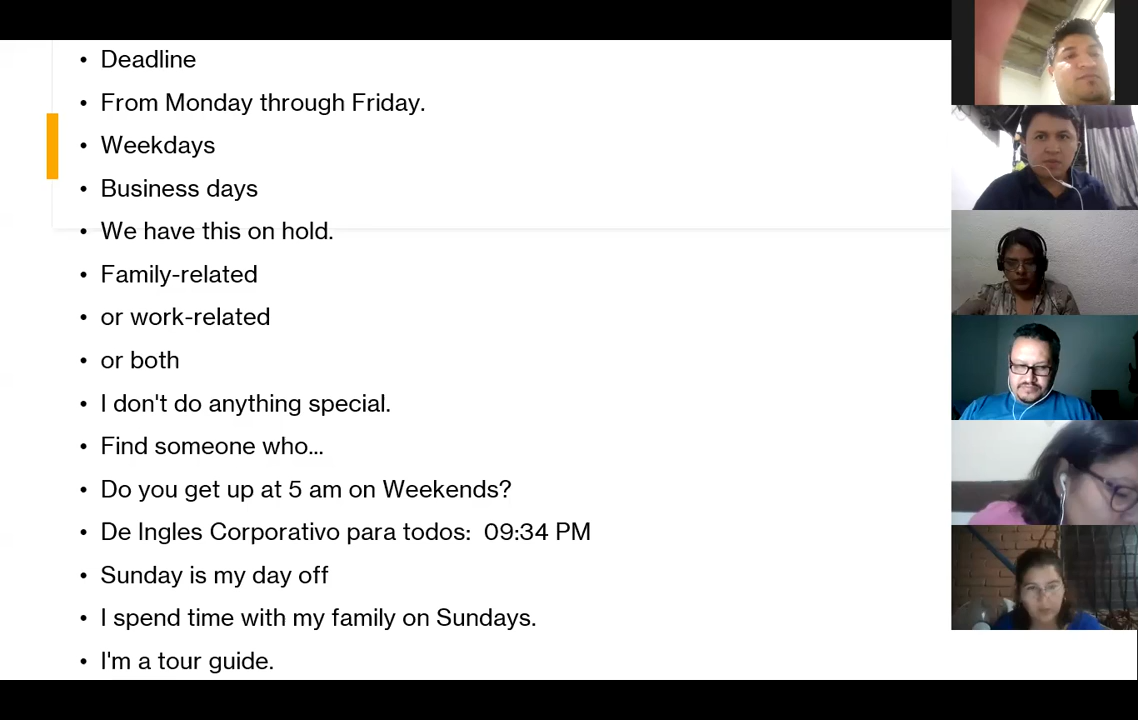 • Deadline
• From Monday through Friday.
• Weekdays
• Business days
• We have this on hold.
• Family-related
• or work-related
• or both
• I don't do anything special.
• Find someone who...
• Do you get up at 5 am on Weekends?
• De Ingles Corporativo para todos:  09:34 PM
• Sunday is my day off
• I spend time with my family on Sundays.
• I'm a tour guide.